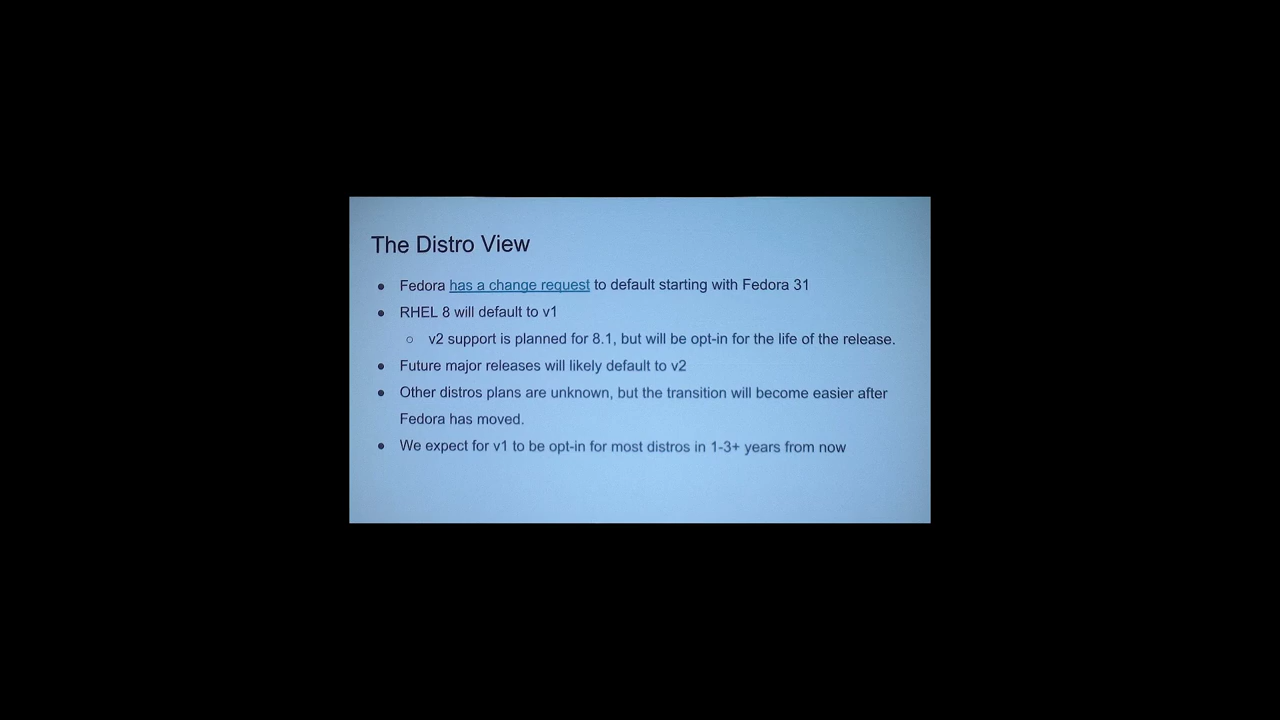 The Distro View
● Fedora has a change request to default starting with Fedora 31
● RHEL 8 will default to v1
○ v2 support is planned for 8.1, but will be opt-in for the life of the release.
● Future major releases will likely default to v2
● Other distros plans are unknown, but the transition will become easier after
Fedora has moved.
● We expect for v1 to be opt-in for most distros in 1-3+ years from now